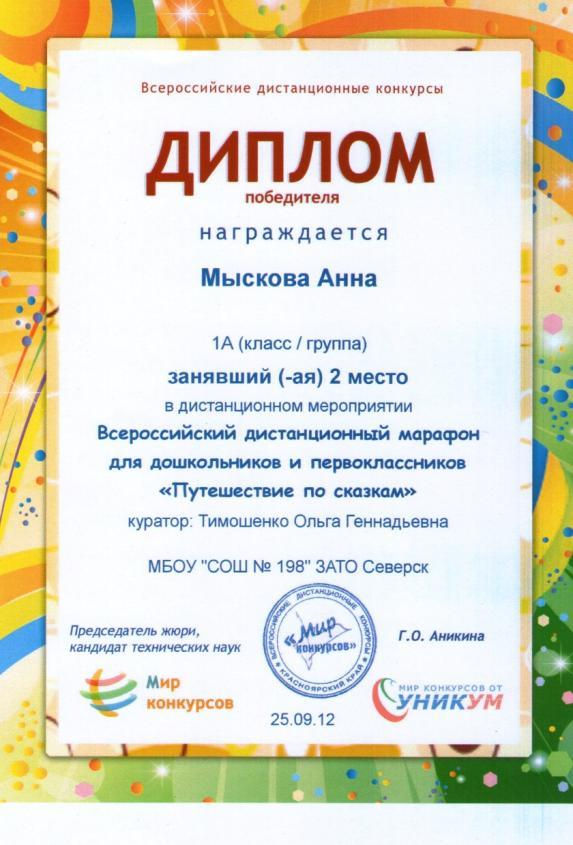 Всероссийские дистанционные конкурсы
ДИПЛОМ
победителя
награждается
Мыскова Анна
1А (класс / группа)
занявший (-ая) 2 место
в дистанционном мероприятии
Всероссийский дистанционный марафон
для дошкольников и первоклассников
«Путешествие по сказкам»
куратор: Тимошенко Ольга Геннадьевна
МБОУ "СОШ № 198" ЗАТО Северск
Председатель жюри,
кандидат технических наук
ВСЕРОССИЙСКИЕ ДИСТАНЦИОННЫЕ КОНКУРСЫ
«Мир
конкурсов»
КРАСНОЯРСКИЙ КРАЙ
Г.О. Аникина
Мир
конкурсов
25.09.12
МИР КОНКУРСОВ ОТ
УНИКУМ